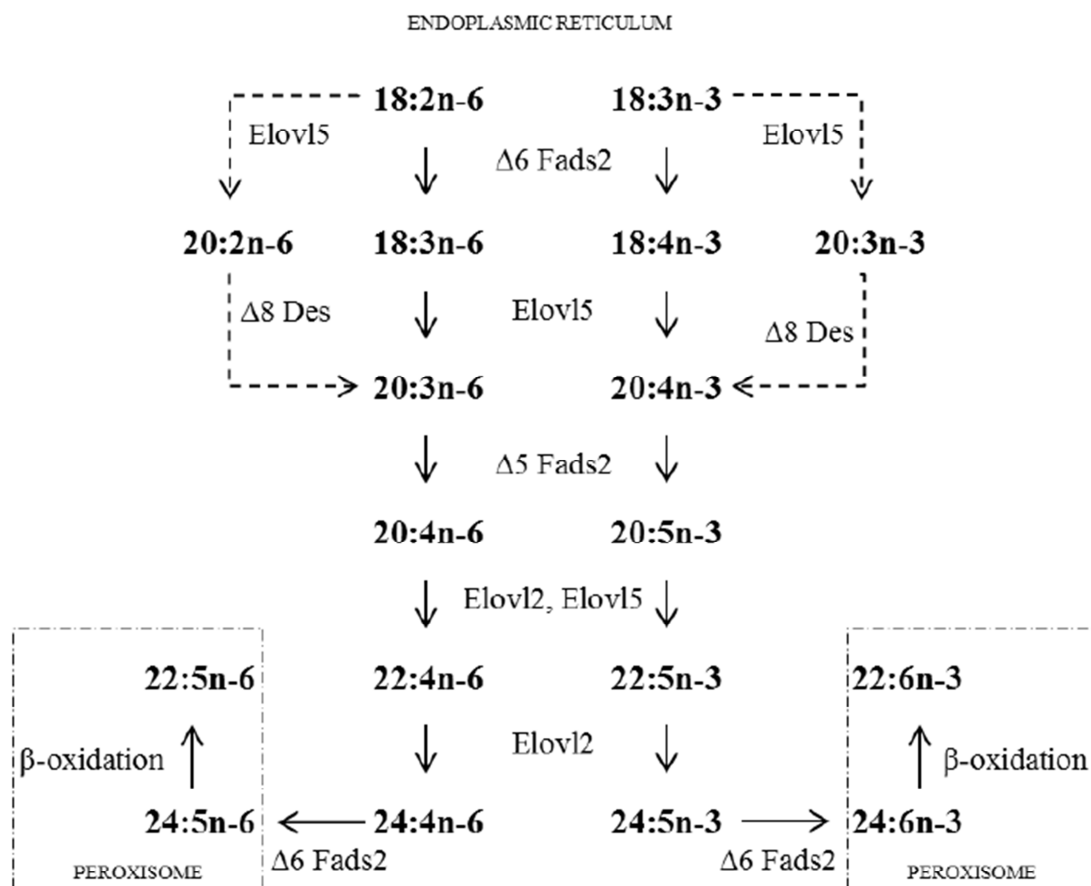 ENDOPLASMIC RETICULUM
18:2n-6 18:3n-3
Elovl5 Elovl5
Δ6 Fads2
20:2n-6 18:3n-6 18:4n-3 20:3n-3
Δ8 Des Elovl5 Δ8 Des
20:3n-6 20:4n-3
Δ5 Fads2
20:4n-6 20:5n-3
Elovl2, Elovl5
22:5n-6 22:4n-6 22:5n-3 22:6n-3
β-oxidation Elovl2 β-oxidation
24:5n-6 24:4n-6 24:5n-3 24:6n-3
Δ6 Fads2 Δ6 Fads2
PEROXISOME PEROXISOME